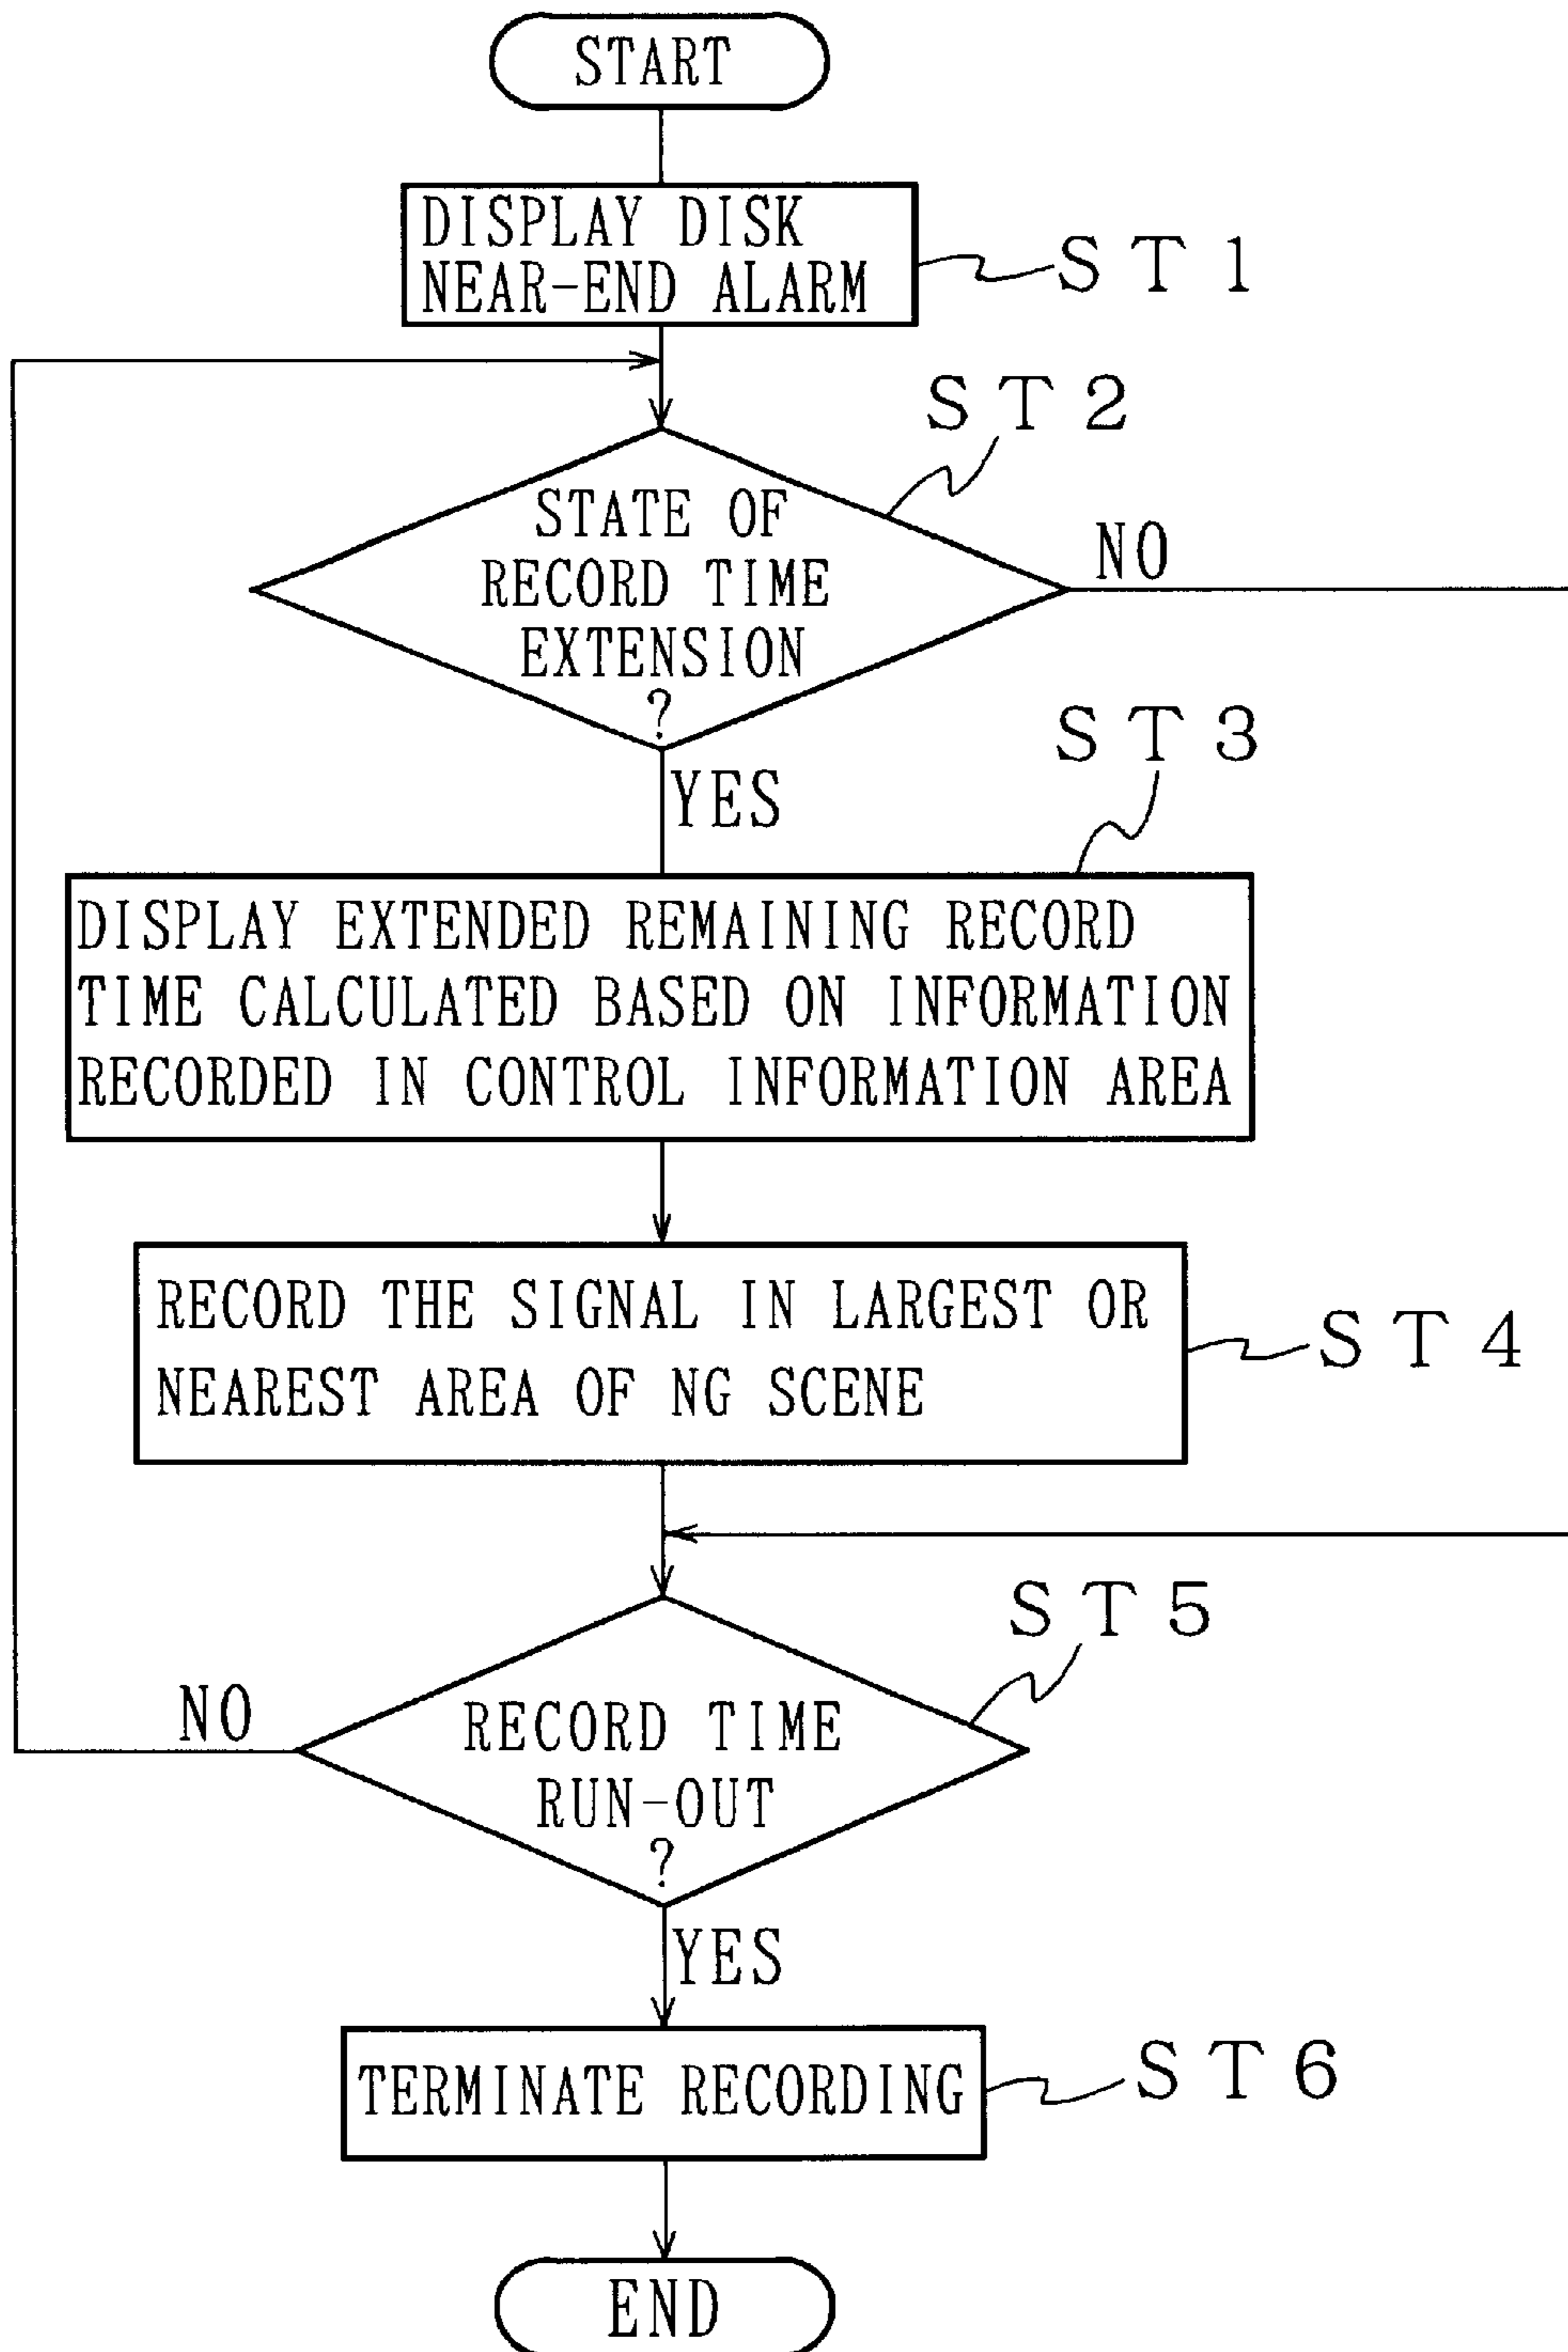 START
DISPLAY DISK
NEAR-END ALARM
ST1
ST2
STATE OF
RECORD TIME
EXTENSION
?
NO
YES
ST3
DISPLAY EXTENDED REMAINING RECORD
TIME CALCULATED BASED ON INFORMATION
RECORDED IN CONTROL INFORMATION AREA
RECORD THE SIGNAL IN LARGEST OR
NEAREST AREA OF NG SCENE
ST4
ST5
RECORD TIME
RUN-OUT
?
NO
YES
TERMINATE RECORDING
ST6
END